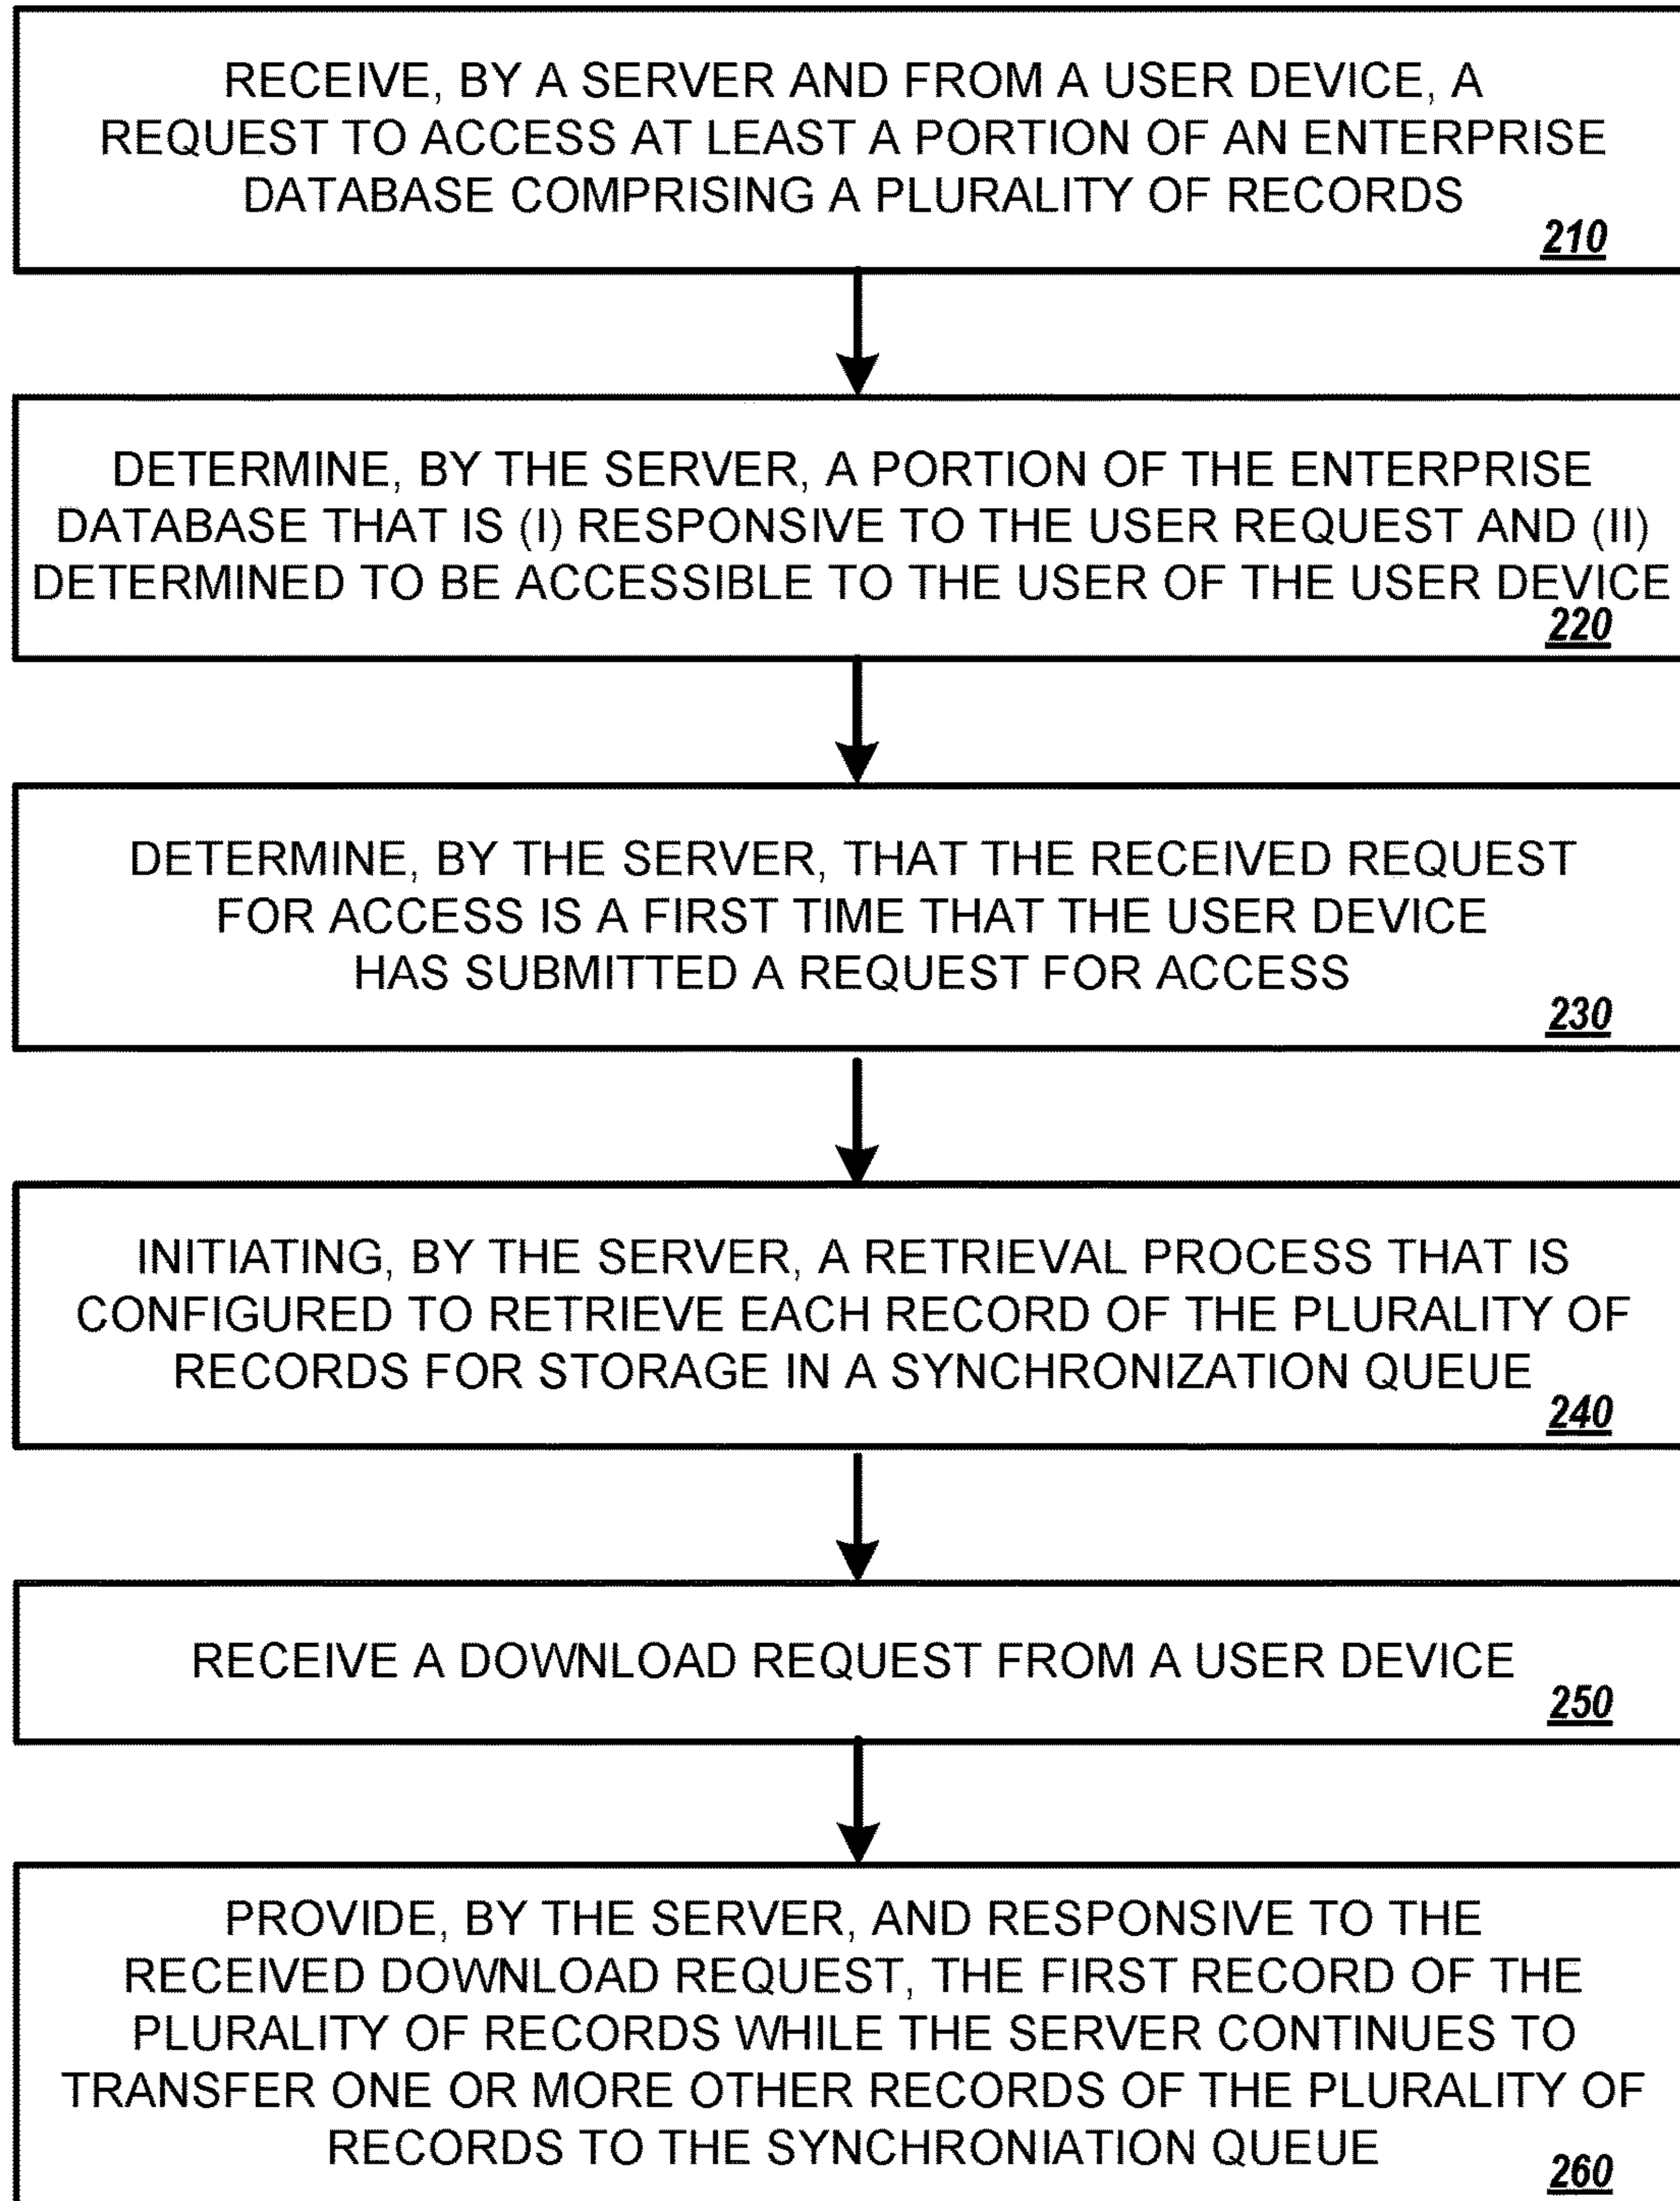 RECEIVE, BY A SERVER AND FROM A USER DEVICE, A
REQUEST TO ACCESS AT LEAST A PORTION OF AN ENTERPRISE
DATABASE COMPRISING A PLURALITY OF RECORDS
210
DETERMINE, BY THE SERVER, A PORTION OF THE ENTERPRISE
DATABASE THAT IS (I) RESPONSIVE TO THE USER REQUEST AND (II)
DETERMINED TO BE ACCESSIBLE TO THE USER OF THE USER DEVICE
220
DETERMINE, BY THE SERVER, THAT THE RECEIVED REQUEST
FOR ACCESS IS A FIRST TIME THAT THE USER DEVICE
HAS SUBMITTED A REQUEST FOR ACCESS
230
INITIATING, BY THE SERVER, A RETRIEVAL PROCESS THAT IS
CONFIGURED TO RETRIEVE EACH RECORD OF THE PLURALITY OF
RECORDS FOR STORAGE IN A SYNCHRONIZATION QUEUE
240
RECEIVE A DOWNLOAD REQUEST FROM A USER DEVICE
250
PROVIDE, BY THE SERVER, AND RESPONSIVE TO THE
RECEIVED DOWNLOAD REQUEST, THE FIRST RECORD OF THE
PLURALITY OF RECORDS WHILE THE SERVER CONTINUES TO
TRANSFER ONE OR MORE OTHER RECORDS OF THE PLURALITY OF
RECORDS TO THE SYNCHRONIATION QUEUE
260